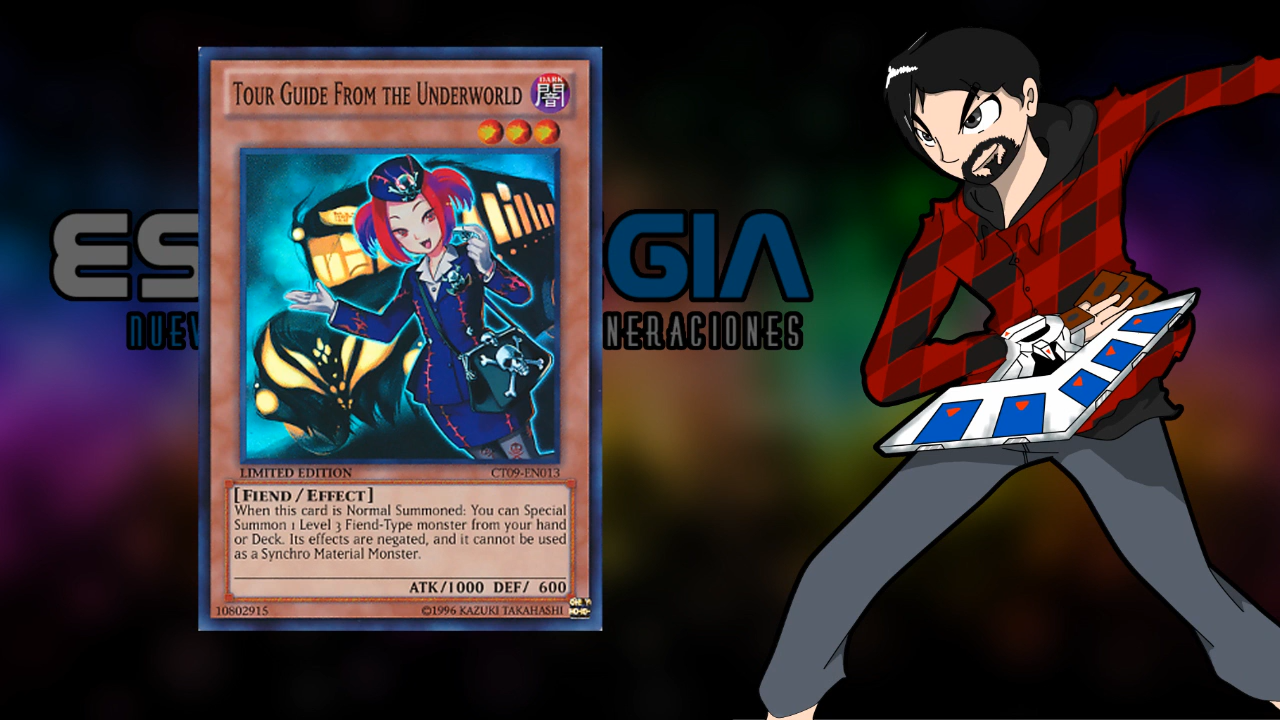 TOUR GUIDE FROM THE UNDERWORLD
DARK
闇
ES GIA
NUEV NERACIONES
LIMITED EDITION CT09-EN013
[FIEND / EFFECT]
When this card is Normal Summoned: You can Special
Summon 1 Level 3 Fiend-Type monster from your hand
or Deck. Its effects are negated, and it cannot be used
as a Synchro Material Monster.
ATK/1000 DEF/ 600
10802915 ©1996 KAZUKI TAKAHASHI